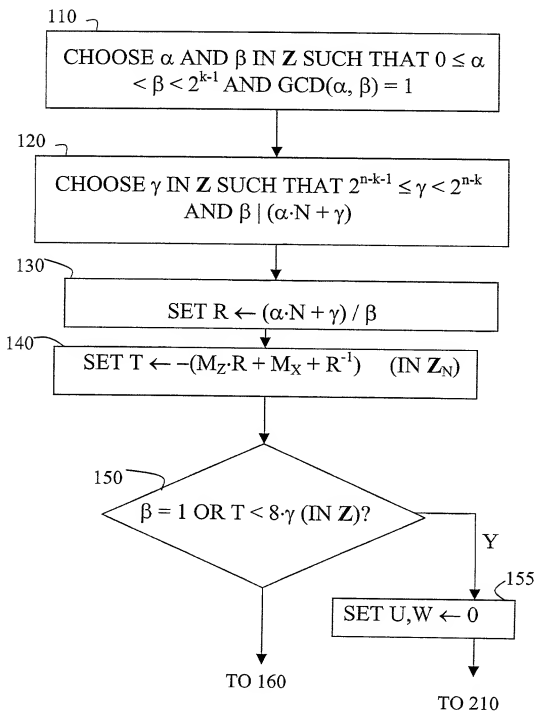 110
CHOOSE α AND β IN Z SUCH THAT 0 ≤ α
< β < 2^{k-1} AND GCD(α, β) = 1
120
CHOOSE γ IN Z SUCH THAT 2^{n-k-1} ≤ γ < 2^{n-k}
AND β | (α·N + γ)
130
SET R ← (α·N + γ) / β
140
SET T ← –(M_Z·R + M_X + R^{-1}) (IN Z_N)
150
β = 1 OR T < 8·γ (IN Z)?
Y
155
SET U,W ← 0
TO 160
TO 210